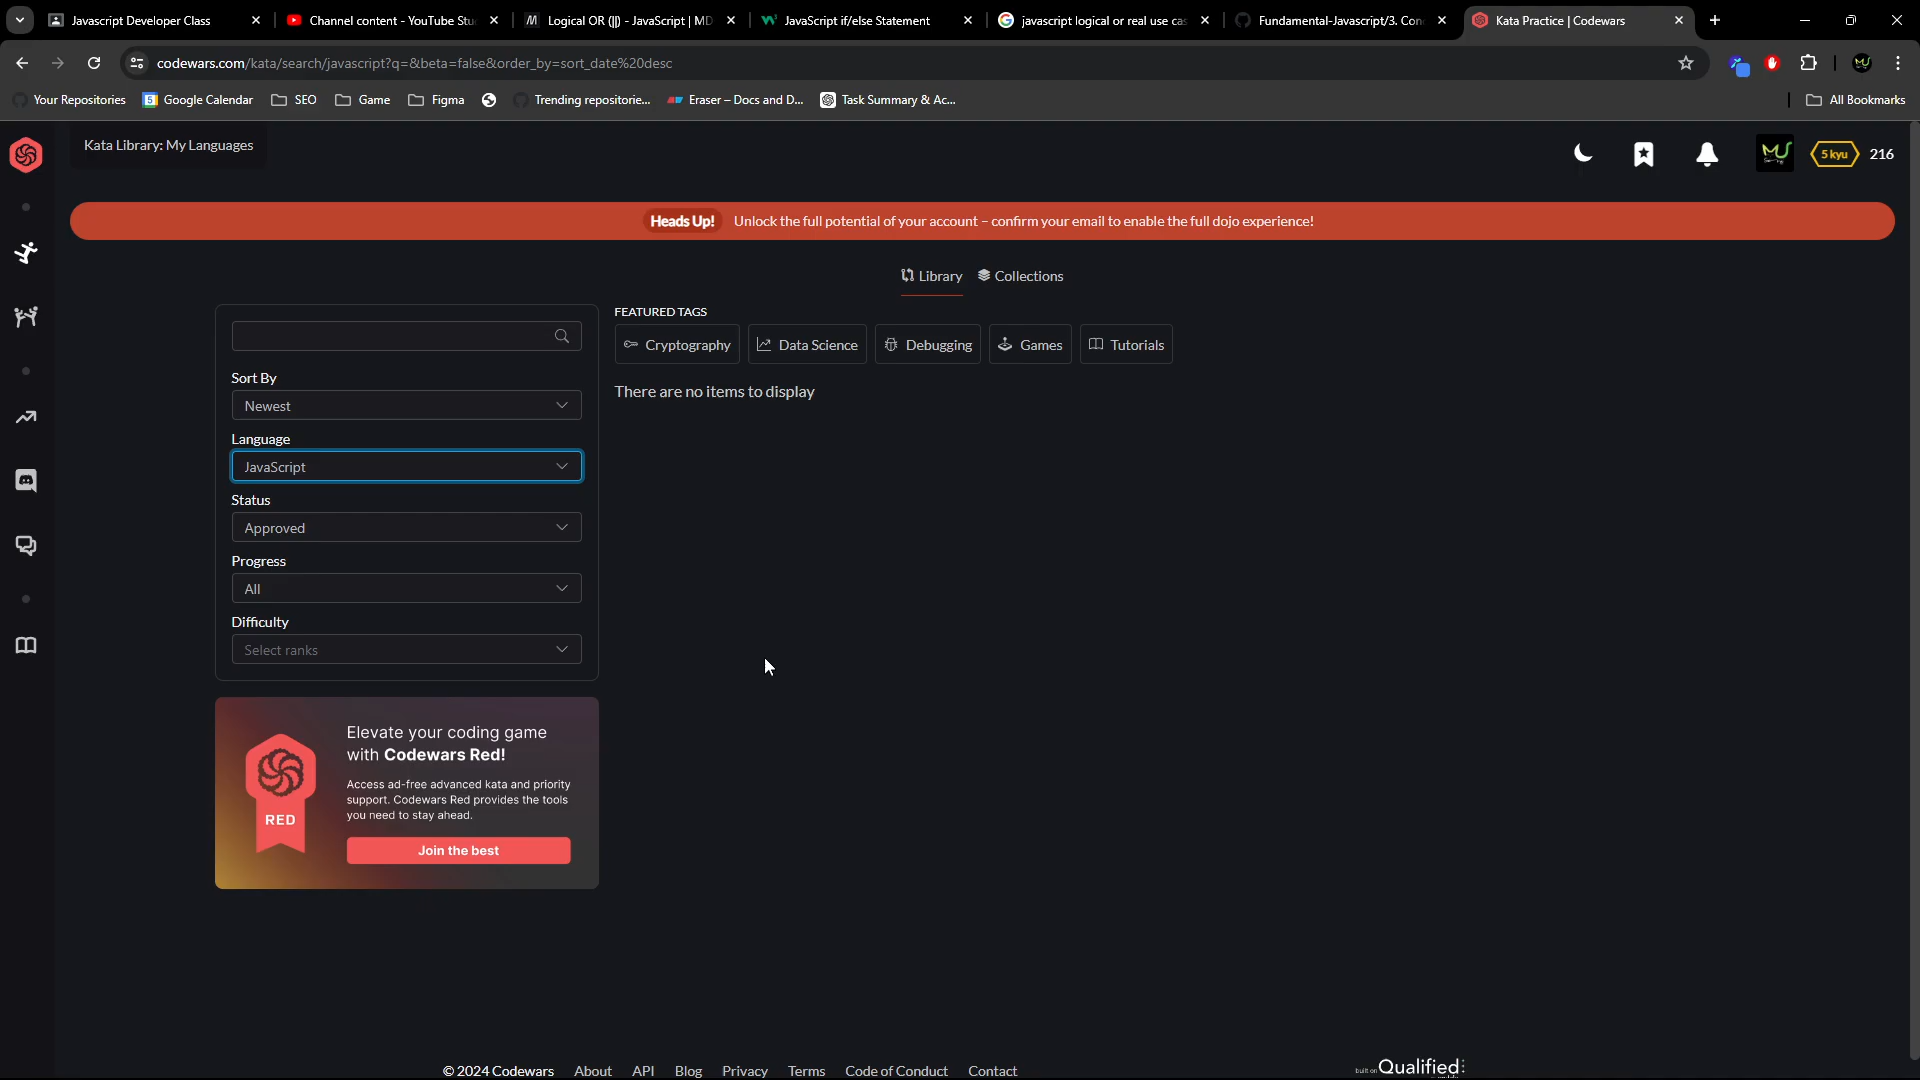 Javascript Developer Class
Channel content - YouTube Stu
Logical OR (||) - JavaScript | MD
JavaScript if/else Statement
javascript logical or real use cas
Fundamental-Javascript/3. Con
Kata Practice | Codewars
codewars.com/kata/search/javascript?q=&beta=false&order_by=sort_date%20desc
Your Repositories
5
Google Calendar
SEO
Game
Figma
Trending repositorie...
Eraser – Docs and D...
Task Summary & Ac...
All Bookmarks
Kata Library: My Languages
5 kyu
216
Heads Up! Unlock the full potential of your account – confirm your email to enable the full dojo experience!
Library
Collections
FEATURED TAGS
Cryptography
Data Science
Debugging
Games
Tutorials
There are no items to display
Sort By
Newest
Language
JavaScript
Status
Approved
Progress
All
Difficulty
Select ranks
RED
Elevate your coding game
with Codewars Red!
Access ad-free advanced kata and priority
support. Codewars Red provides the tools
you need to stay ahead.
Join the best
© 2024 Codewars About API Blog Privacy Terms Code of Conduct Contact
built on Qualified